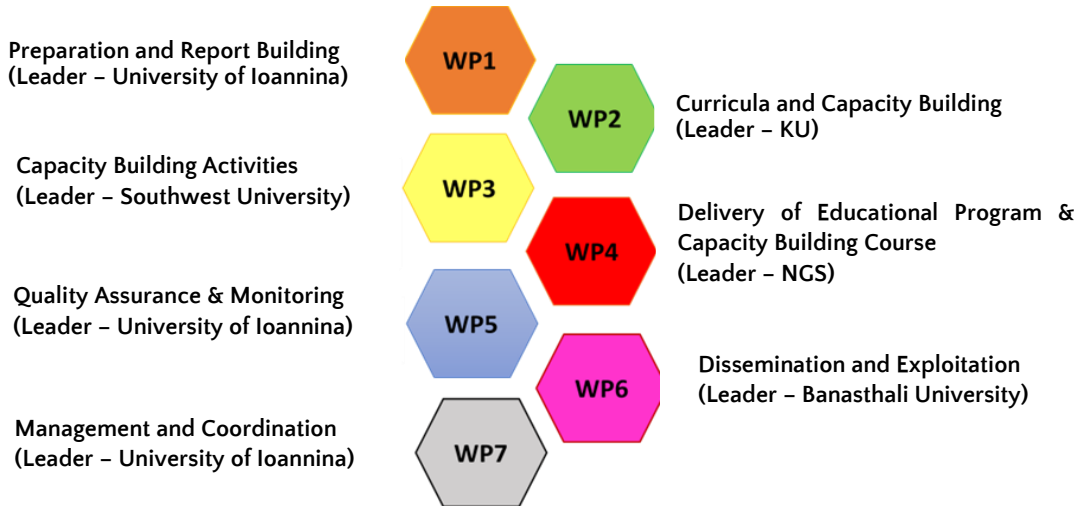 Preparation and Report Building
(Leader – University of Ioannina)
WP1
WP2
Curricula and Capacity Building
(Leader – KU)
Capacity Building Activities
(Leader – Southwest University)
WP3
WP4
Delivery of Educational Program &
Capacity Building Course
(Leader – NGS)
Quality Assurance & Monitoring
(Leader – University of Ioannina)
WP5
WP6
Dissemination and Exploitation
(Leader – Banasthali University)
Management and Coordination
(Leader – University of Ioannina)
WP7